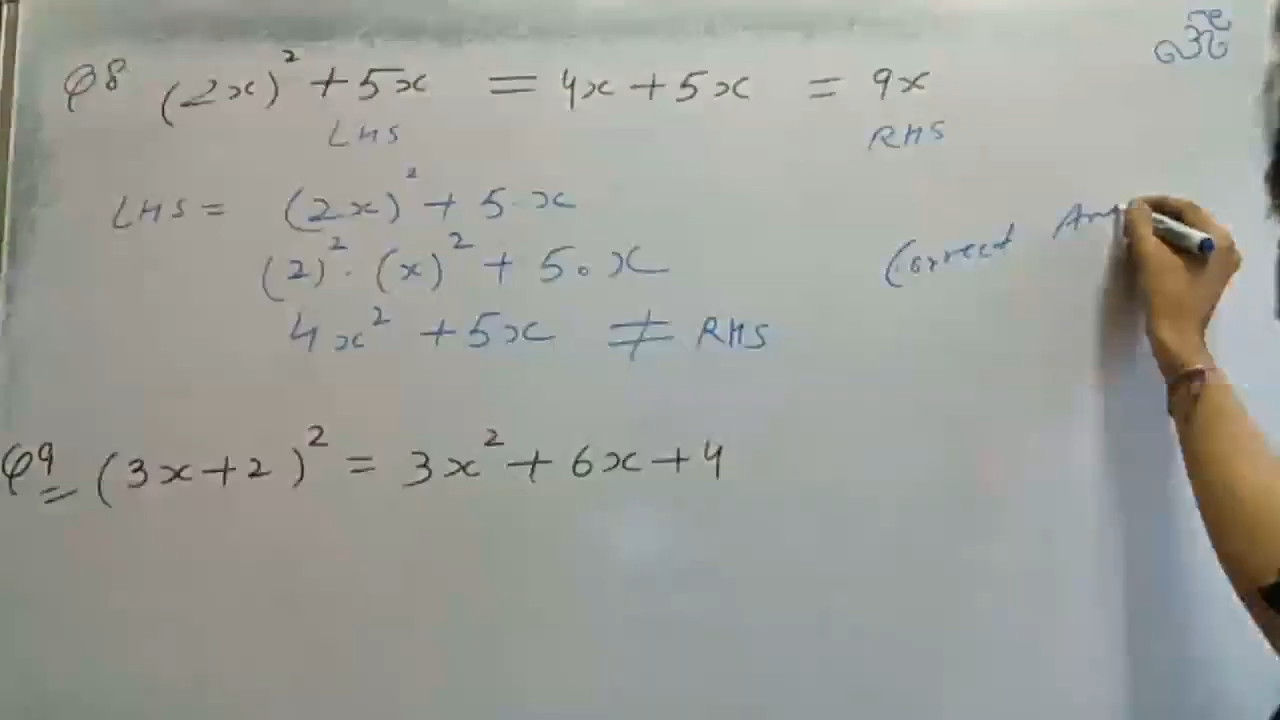 Q8 (2x)² + 5x = 4x + 5x = 9x
LHS RHS
LHS = (2x)² + 5x
(2)² · (x)² + 5·x
4x² + 5x ≠ RHS
Correct
Q9 (3x+2)² = 3x² + 6x + 4